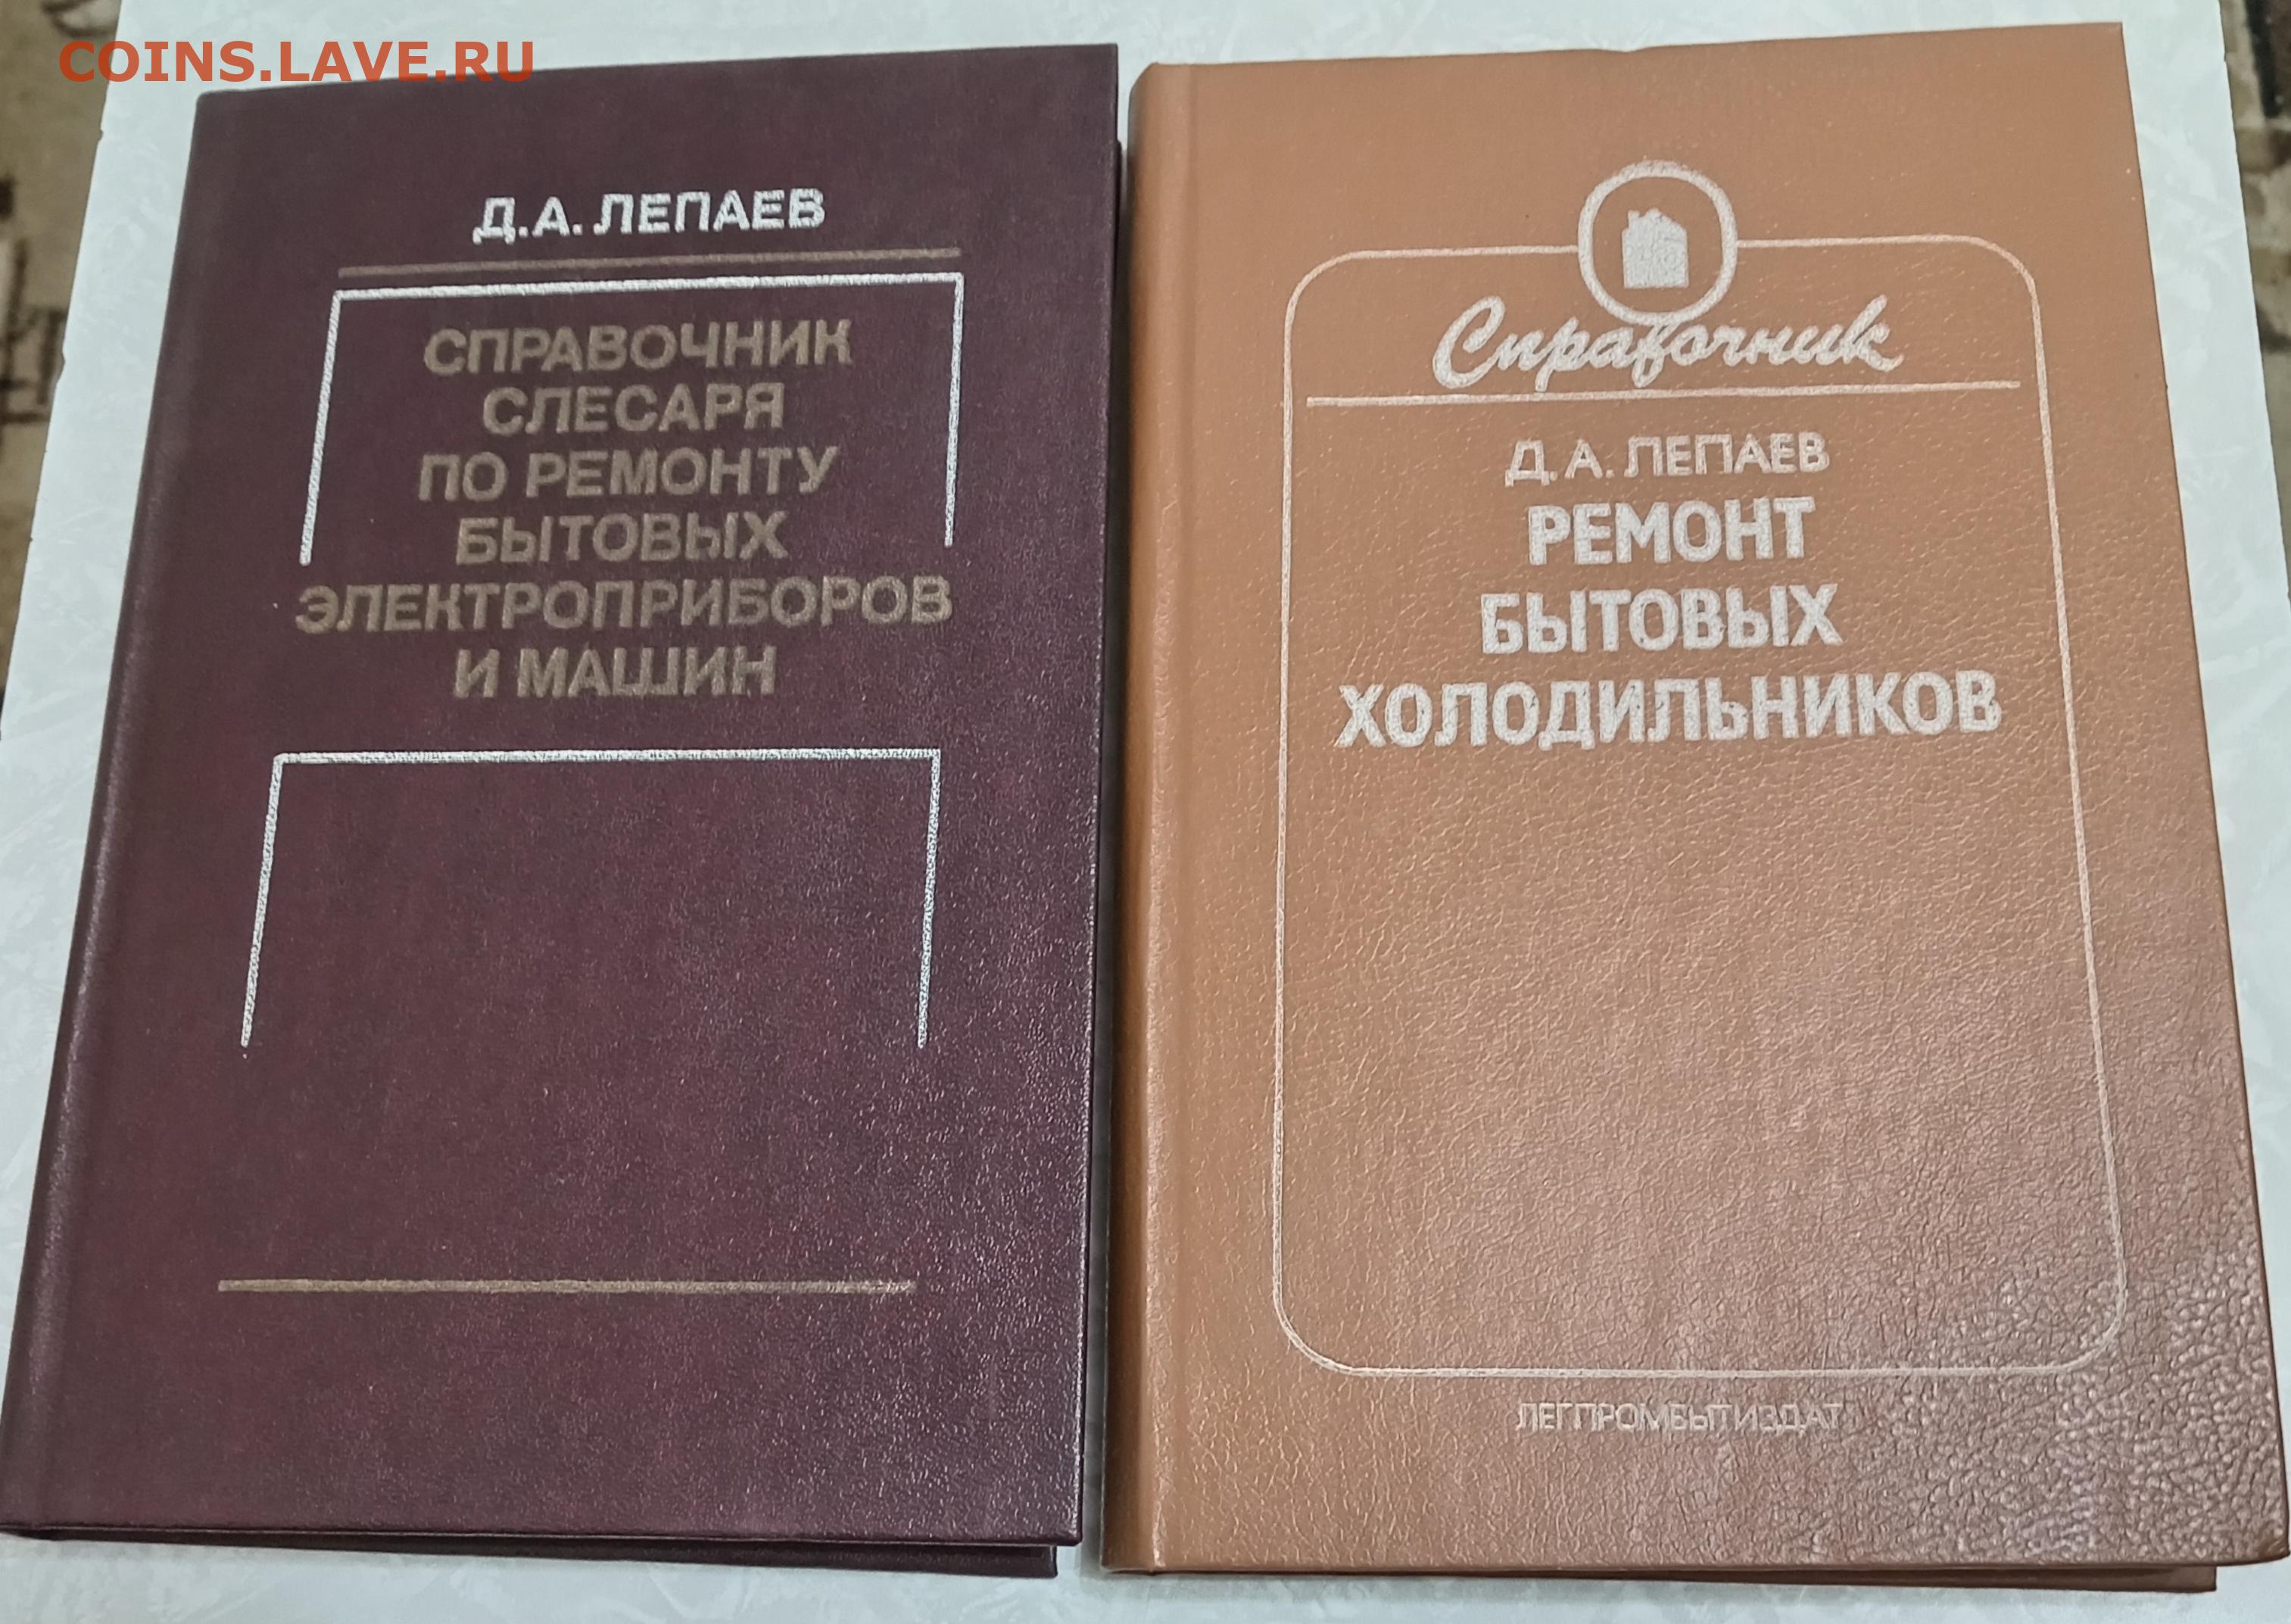 COINS.LAVE.RU
Д.А. ЛЕПАЕВ
СПРАВОЧНИК
СЛЕСАРЯ
ПО РЕМОНТУ
БЫТОВЫХ
ЭЛЕКТРОПРИБОРОВ
И МАШИН
Справочник
Д.А. ЛЕПАЕВ
РЕМОНТ
БЫТОВЫХ
ХОЛОДИЛЬНИКОВ
ЛЕГПРОМБЫТИЗДАТ